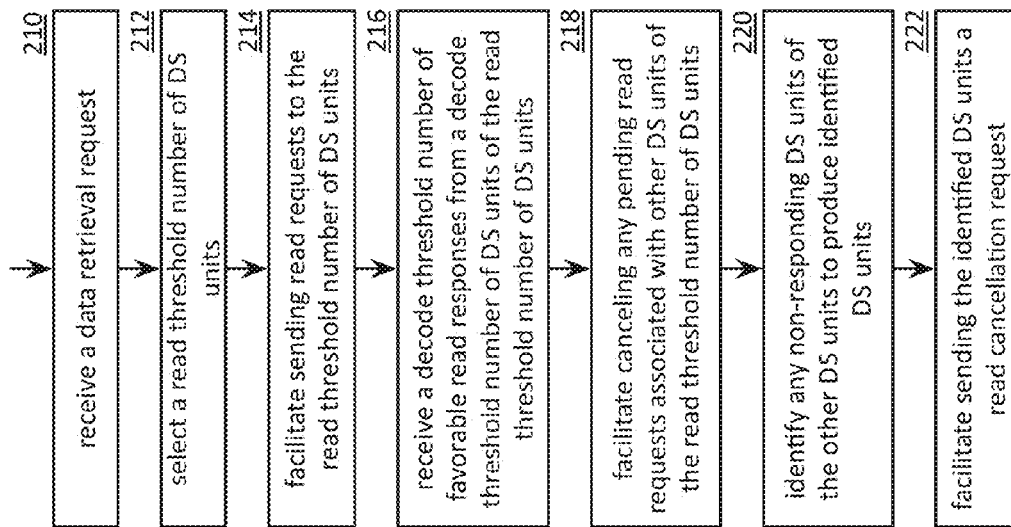 210
receive a data retrieval request
212
select a read threshold number of DS
units
214
facilitate sending read requests to the
read threshold number of DS units
216
receive a decode threshold number of
favorable read responses from a decode
threshold number of DS units of the read
threshold number of DS units
218
facilitate canceling any pending read
requests associated with other DS units of
the read threshold number of DS units
220
identify any non-responding DS units of
the other DS units to produce identified
DS units
222
facilitate sending the identified DS units a
read cancellation request